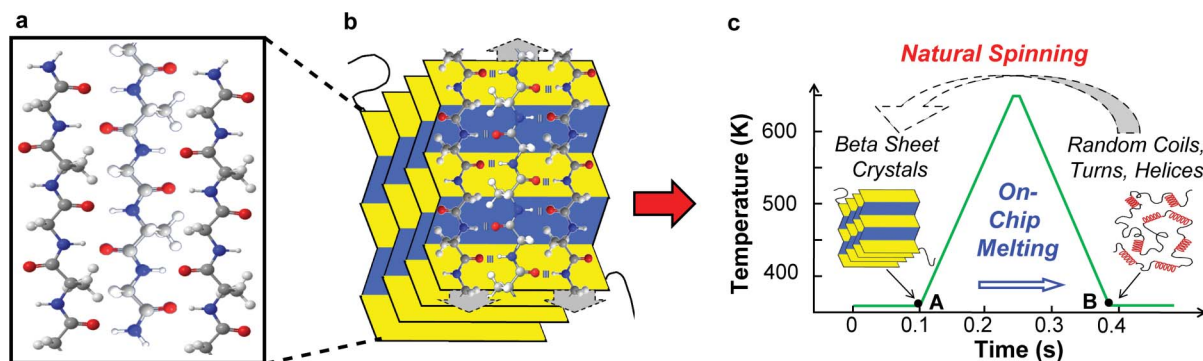 a
b
c
Natural Spinning
Temperature (K)
600
500
400
Beta Sheet
Crystals
Random Coils,
Turns, Helices
On-
Chip
Melting
A
B
0
0.1
0.2
0.3
0.4
Time (s)